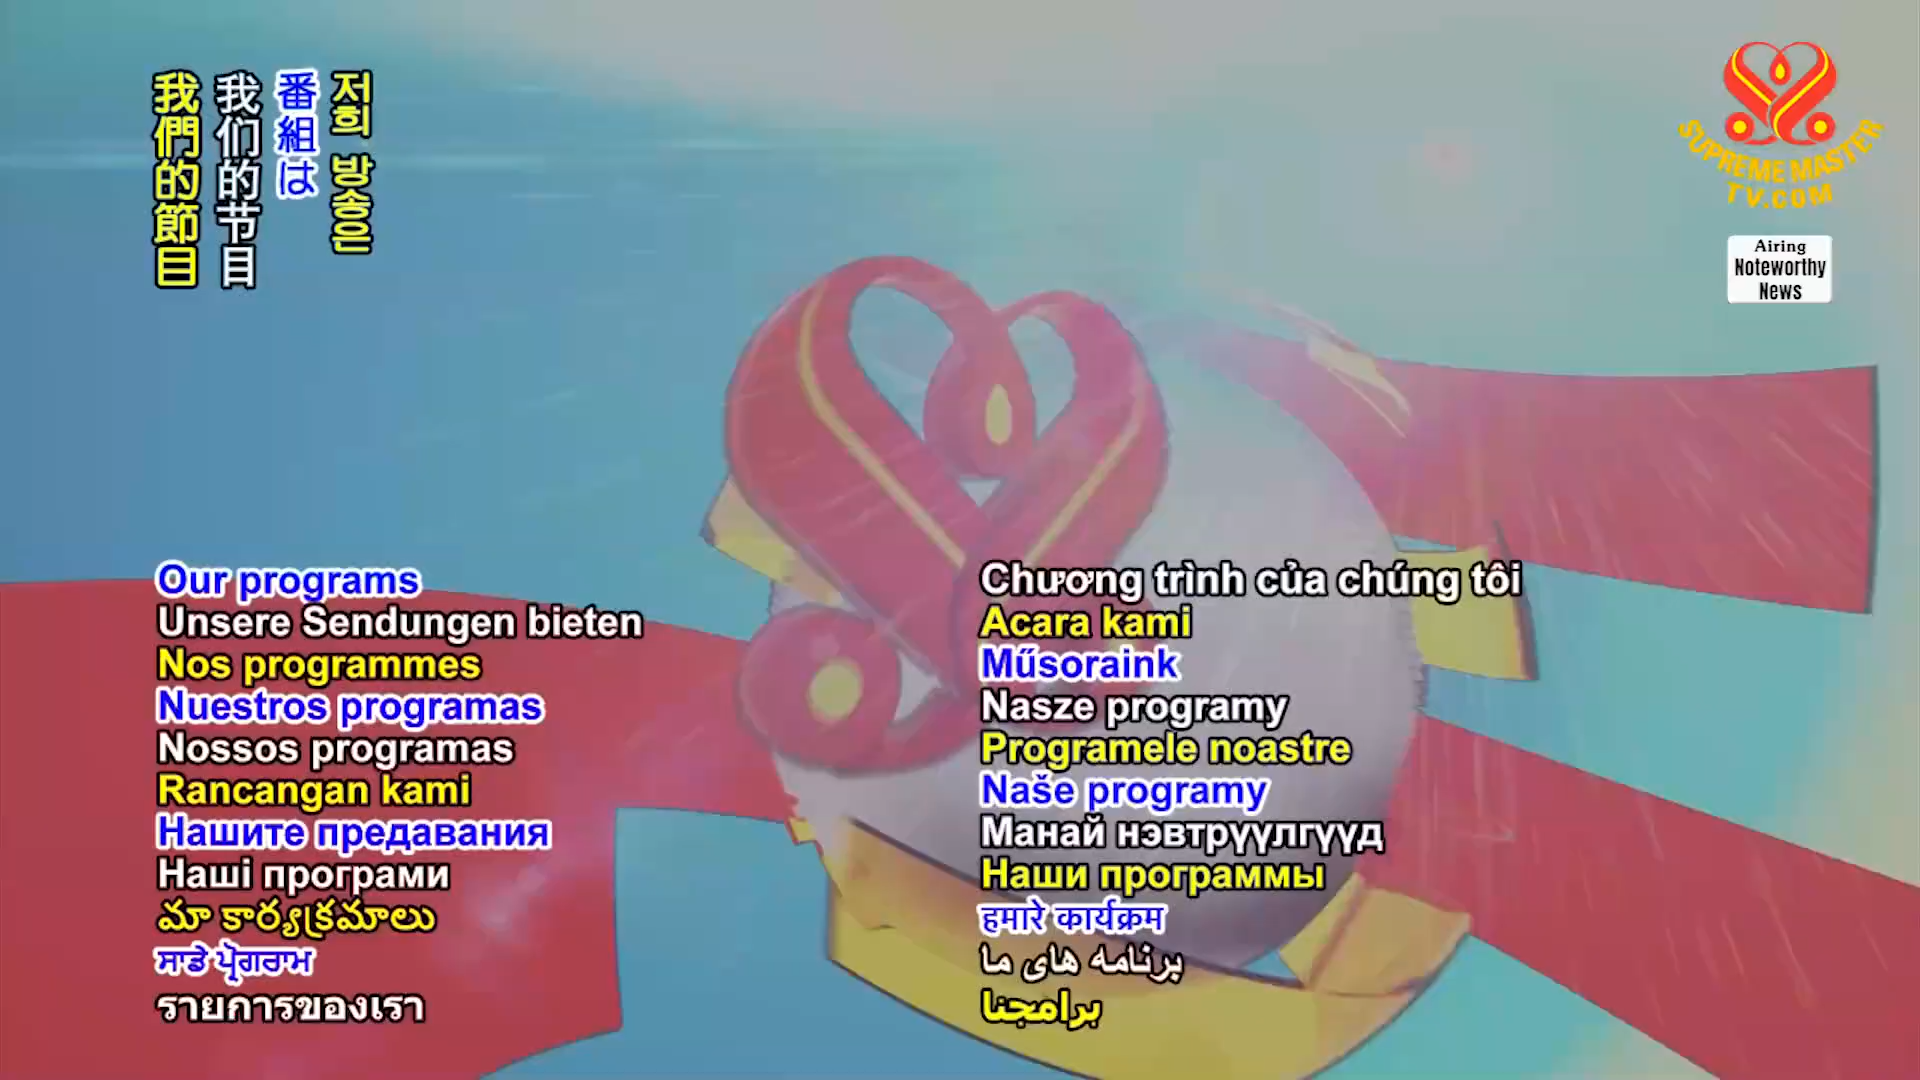 我們的節目
我们的节目
番組は
저희 방송은
SUPREME MASTER
TV.COM
Airing
Noteworthy
News
Our programs
Unsere Sendungen bieten
Nos programmes
Nuestros programas
Nossos programas
Rancangan kami
Нашите предавания
Наші програми
మా కార్యక్రమాలు
ਸਾਡੇ ਪ੍ਰੋਗਰਾਮ
รายการของเรา
Chương trình của chúng tôi
Acara kami
Műsoraink
Nasze programy
Programele noastre
Naše programy
Манай нэвтрүүлгүүд
Наши программы
हमारे कार्यक्रम
برنامه های ما
برامجنا